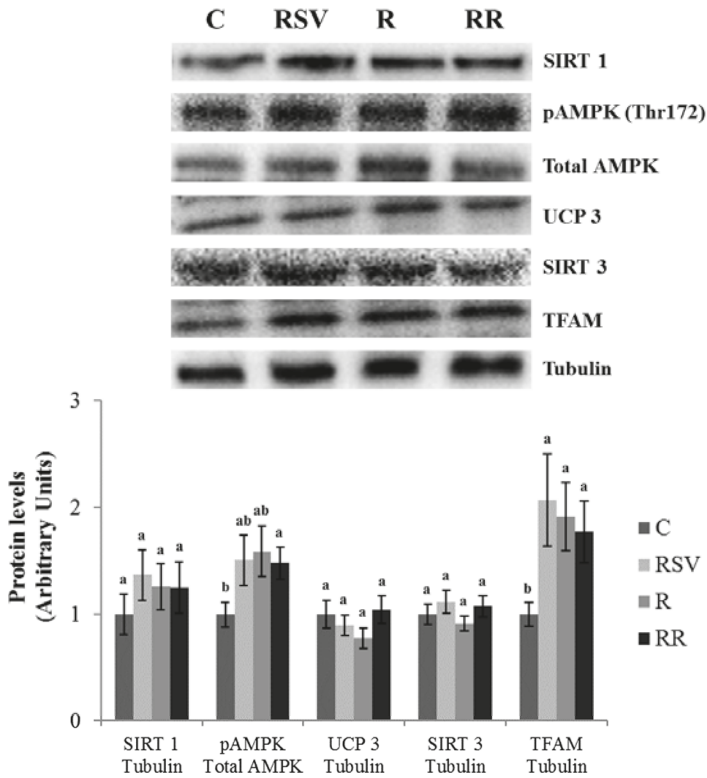 C RSV R RR
SIRT 1
pAMPK (Thr172)
Total AMPK
UCP 3
SIRT 3
TFAM
Tubulin
3
2
1
0
Protein levels
(Arbitrary Units)
a a a a
b ab ab a
a a a a
a a a a
b a a a
C
RSV
R
RR
SIRT 1 pAMPK UCP 3 SIRT 3 TFAM
Tubulin Total AMPK Tubulin Tubulin Tubulin